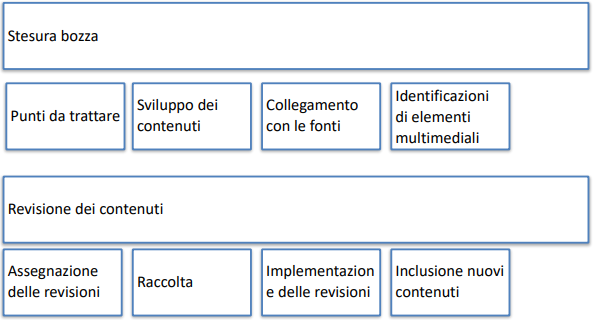 Stesura bozza
Punti da trattare
Sviluppo dei
contenuti
Collegamento
con le fonti
Identificazioni
di elementi
multimediali
Revisione dei contenuti
Assegnazione
delle revisioni
Raccolta
Implementazion
e delle revisioni
Inclusione nuovi
contenuti